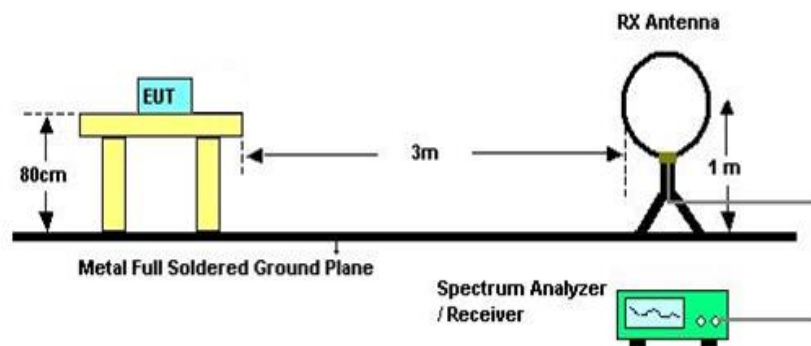 RX Antenna
EUT
3m
80cm
1 m
Metal Full Soldered Ground Plane
Spectrum Analyzer
/ Receiver